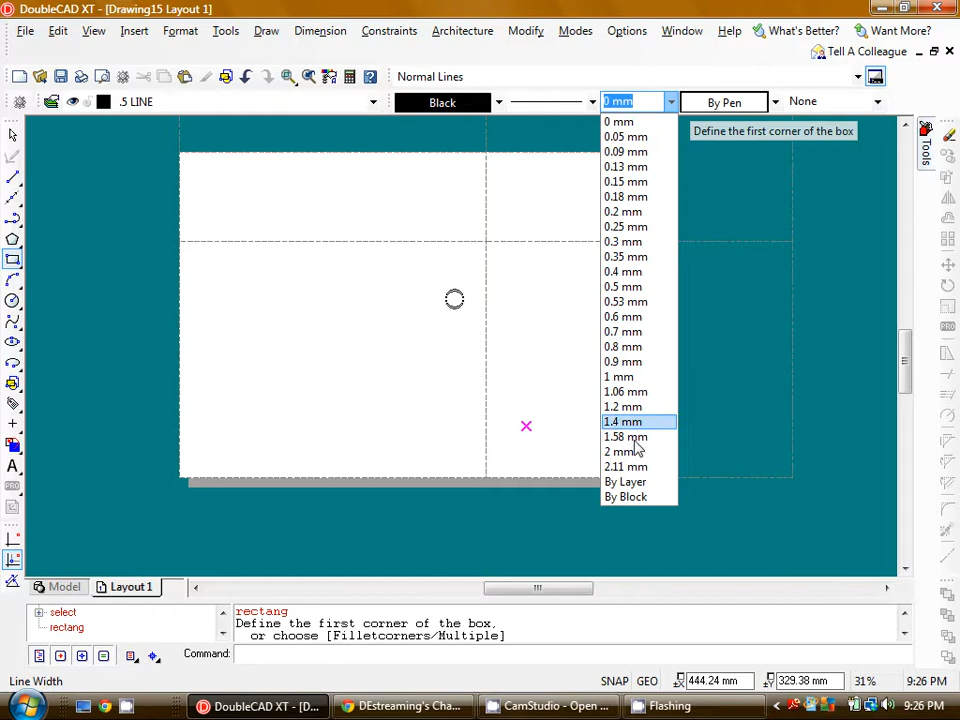 DoubleCAD XT - [Drawing15 Layout 1]
File Edit View Insert Format Tools Draw Dimension Constraints Architecture Modify Modes Options Window Help What's Better? Want More?
Tell A Colleague
Normal Lines
.5 LINE Black 0 mm By Pen None
Define the first corner of the box
0 mm
0.05 mm
0.09 mm
0.13 mm
0.15 mm
0.18 mm
0.2 mm
0.25 mm
0.3 mm
0.35 mm
0.4 mm
0.5 mm
0.53 mm
0.6 mm
0.7 mm
0.8 mm
0.9 mm
1 mm
1.06 mm
1.2 mm
1.4 mm
1.58 mm
2 mm
2.11 mm
By Layer
By Block
Tools
PRO
PRO
Model Layout 1
select
rectang
rectang
Define the first corner of the box,
or choose [Filletcorners/Multiple]
Command:
Line Width SNAP GEO 444.24 mm 329.38 mm 31% 9:26 PM
DoubleCAD XT - [D... DEstreaming's Cha... CamStudio - Open ... Flashing 9:26 PM